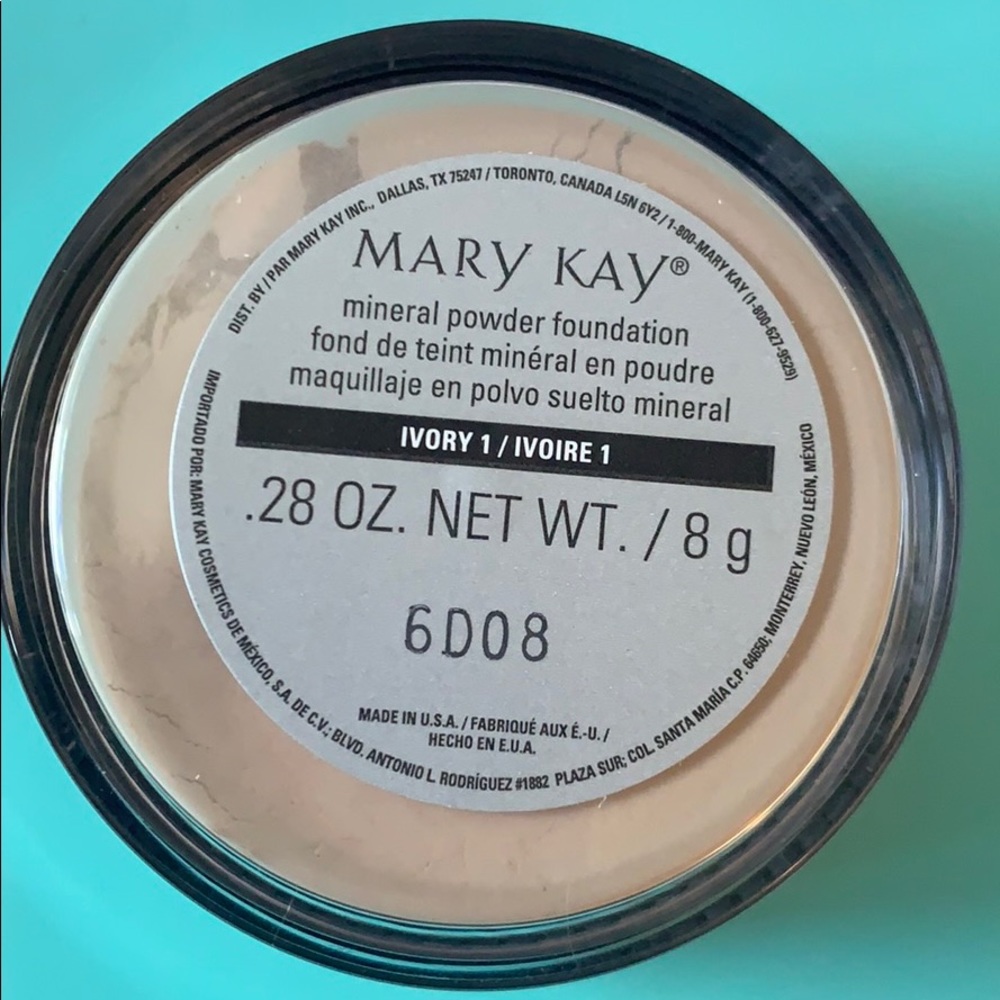 DIST. BY / PAR MARY KAY INC., DALLAS, TX 75247 / TORONTO, CANADA L5N 6Y2 / 1-800-MARY KAY (1-800-627-9529)
MARY KAY®
mineral powder foundation
fond de teint minéral en poudre
maquillaje en polvo suelto mineral
IVORY 1 / IVOIRE 1
.28 OZ. NET WT. / 8 g
6D08
MADE IN U.S.A. / FABRIQUÉ AUX É.-U. /
HECHO EN E.U.A.
IMPORTADO POR: MARY KAY COSMETICS DE MÉXICO, S.A. DE C.V.; BLVD. ANTONIO L. RODRÍGUEZ #1882 PLAZA SUR; COL. SANTA MARÍA C.P. 64650; MONTERREY, NUEVO LEÓN, MÉXICO